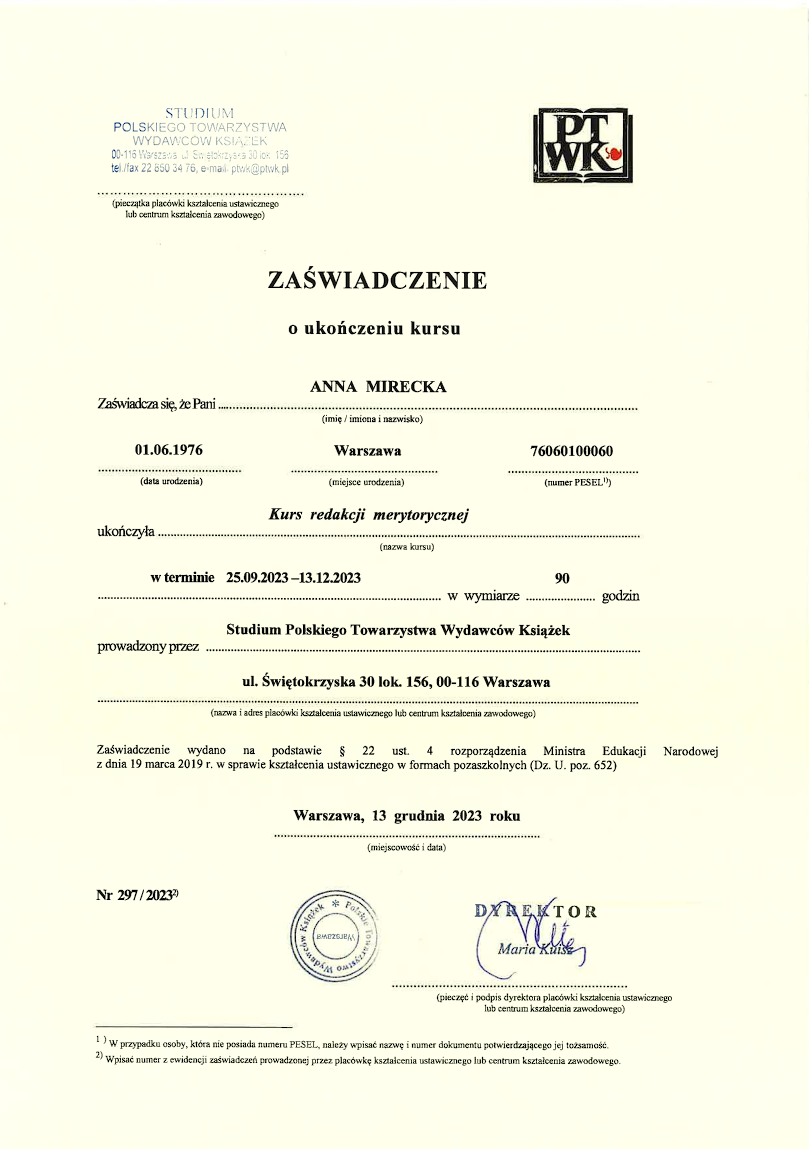 STUDIUM
POLSKIEGO TOWARZYSTWA
WYDAWCÓW KSIĄŻEK
00-116 Warszawa ul. Świętokrzyska 30 lok. 156
tel./fax 22 850 34 76, e-mail: ptwk@ptwk.pl
PT
WK
(pieczątka placówki kształcenia ustawicznego
lub centrum kształcenia zawodowego)
ZAŚWIADCZENIE
o ukończeniu kursu
ANNA MIRECKA
Zaświadcza się, że Pani
(imię / imiona i nazwisko)
01.06.1976 Warszawa 76060100060
(data urodzenia) (miejsce urodzenia) (numer PESEL1))
Kurs redakcji merytorycznej
ukończyła
(nazwa kursu)
w terminie 25.09.2023 –13.12.2023 90
w wymiarze godzin
Studium Polskiego Towarzystwa Wydawców Książek
prowadzony przez
ul. Świętokrzyska 30 lok. 156, 00-116 Warszawa
(nazwa i adres placówki kształcenia ustawicznego lub centrum kształcenia zawodowego)
Zaświadczenie wydano na podstawie § 22 ust. 4 rozporządzenia Ministra Edukacji Narodowej
z dnia 19 marca 2019 r. w sprawie kształcenia ustawicznego w formach pozaszkolnych (Dz. U. poz. 652)
Warszawa, 13 grudnia 2023 roku
(miejscowość i data)
Nr 297 / 20232)
Polskie Towarzystwo Wydawców Książek
Warszawa
DYREKTOR
Maria Kuisz
(pieczęć i podpis dyrektora placówki kształcenia ustawicznego
lub centrum kształcenia zawodowego)
1 ) W przypadku osoby, która nie posiada numeru PESEL, należy wpisać nazwę i numer dokumentu potwierdzającego jej tożsamość.
2) Wpisać numer z ewidencji zaświadczeń prowadzonej przez placówkę kształcenia ustawicznego lub centrum kształcenia zawodowego.